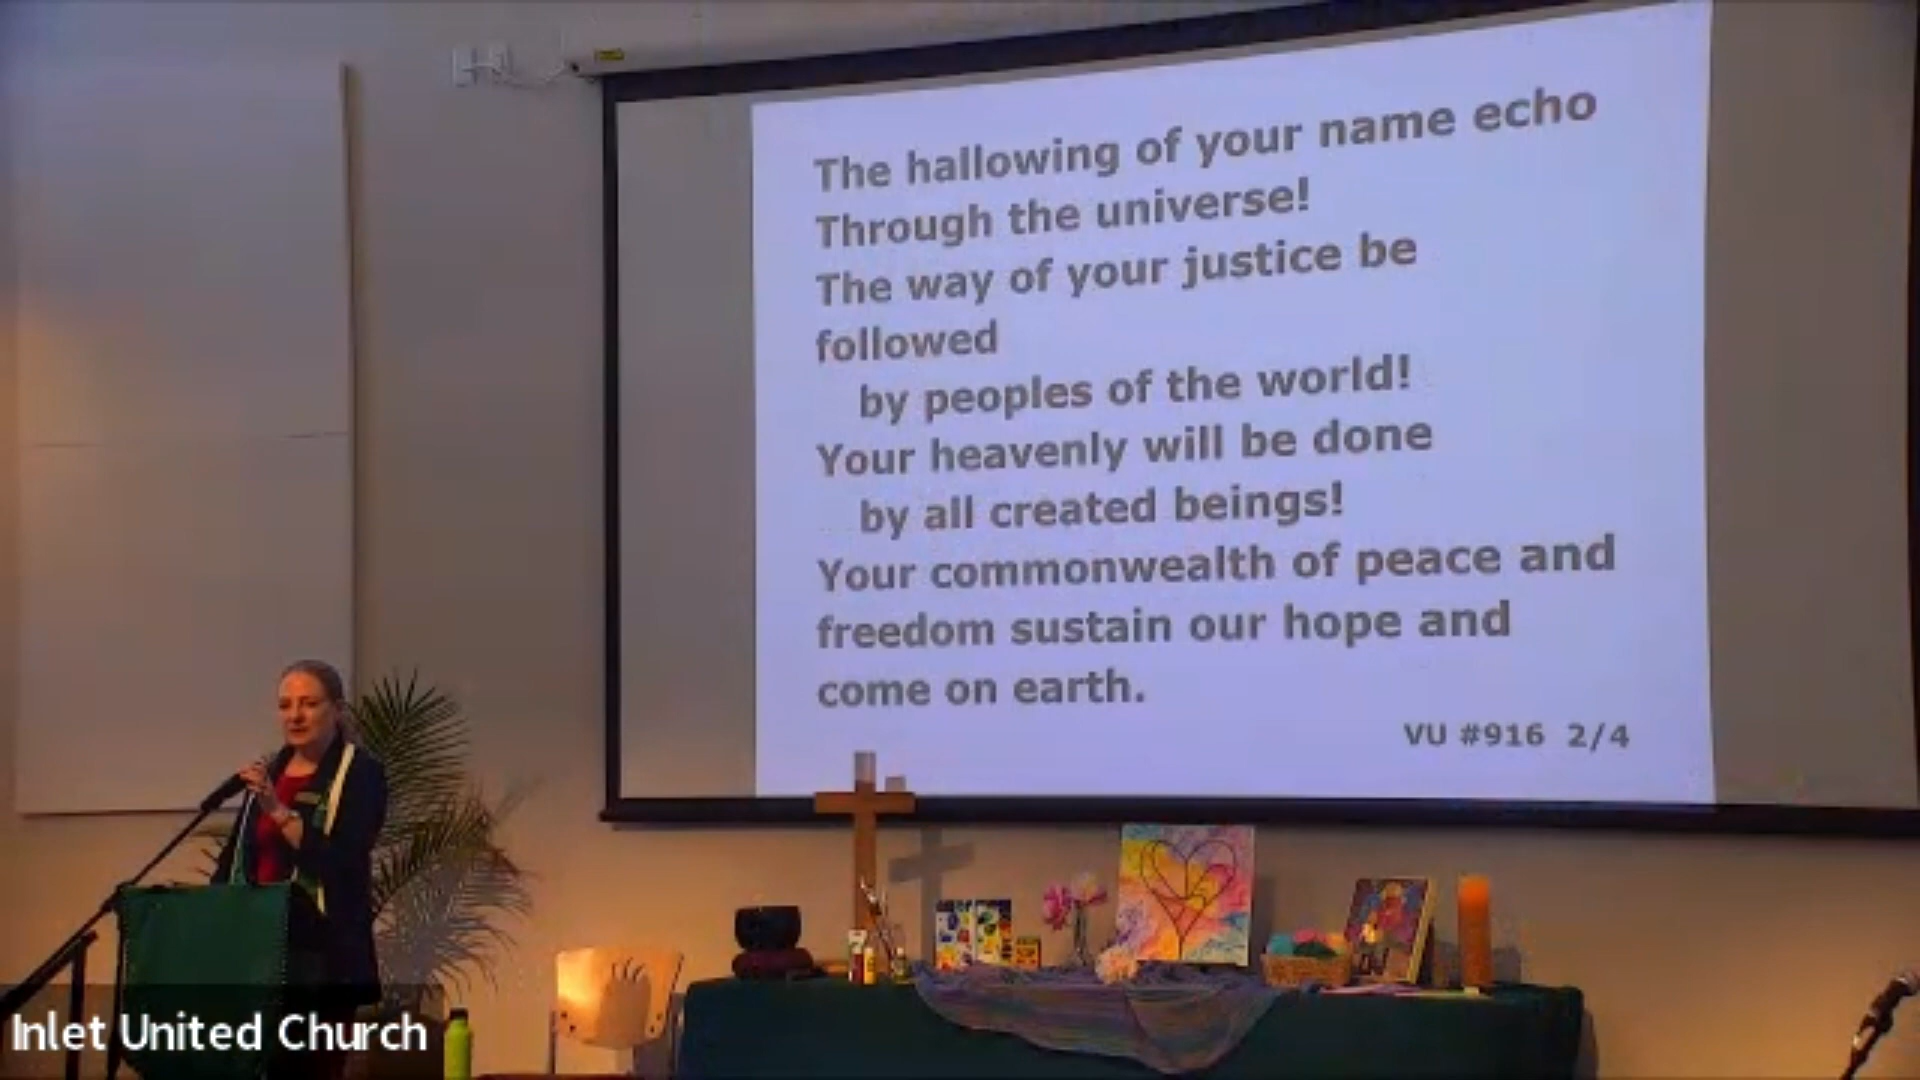 The hallowing of your name echo
Through the universe!
The way of your justice be
followed
by peoples of the world!
Your heavenly will be done
by all created beings!
Your commonwealth of peace and
freedom sustain our hope and
come on earth.
VU #916 2/4
Inlet United Church